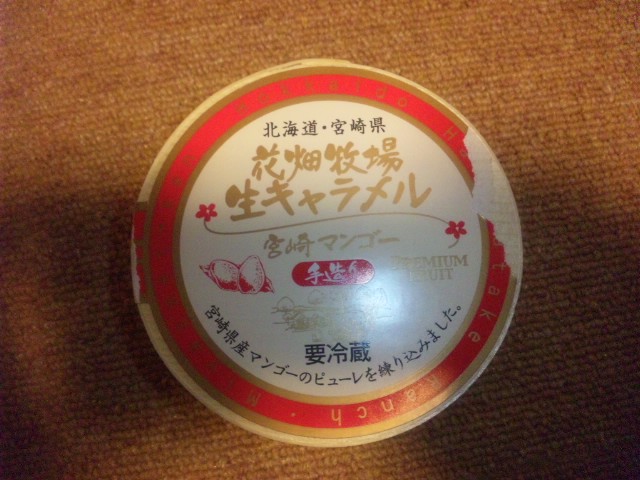 北海道・宮崎県
花畑牧場
生キャラメル
宮崎マンゴー
手造り
PREMIUM
FRUIT
要冷蔵
宮崎県産マンゴーのピューレを練り込みました。